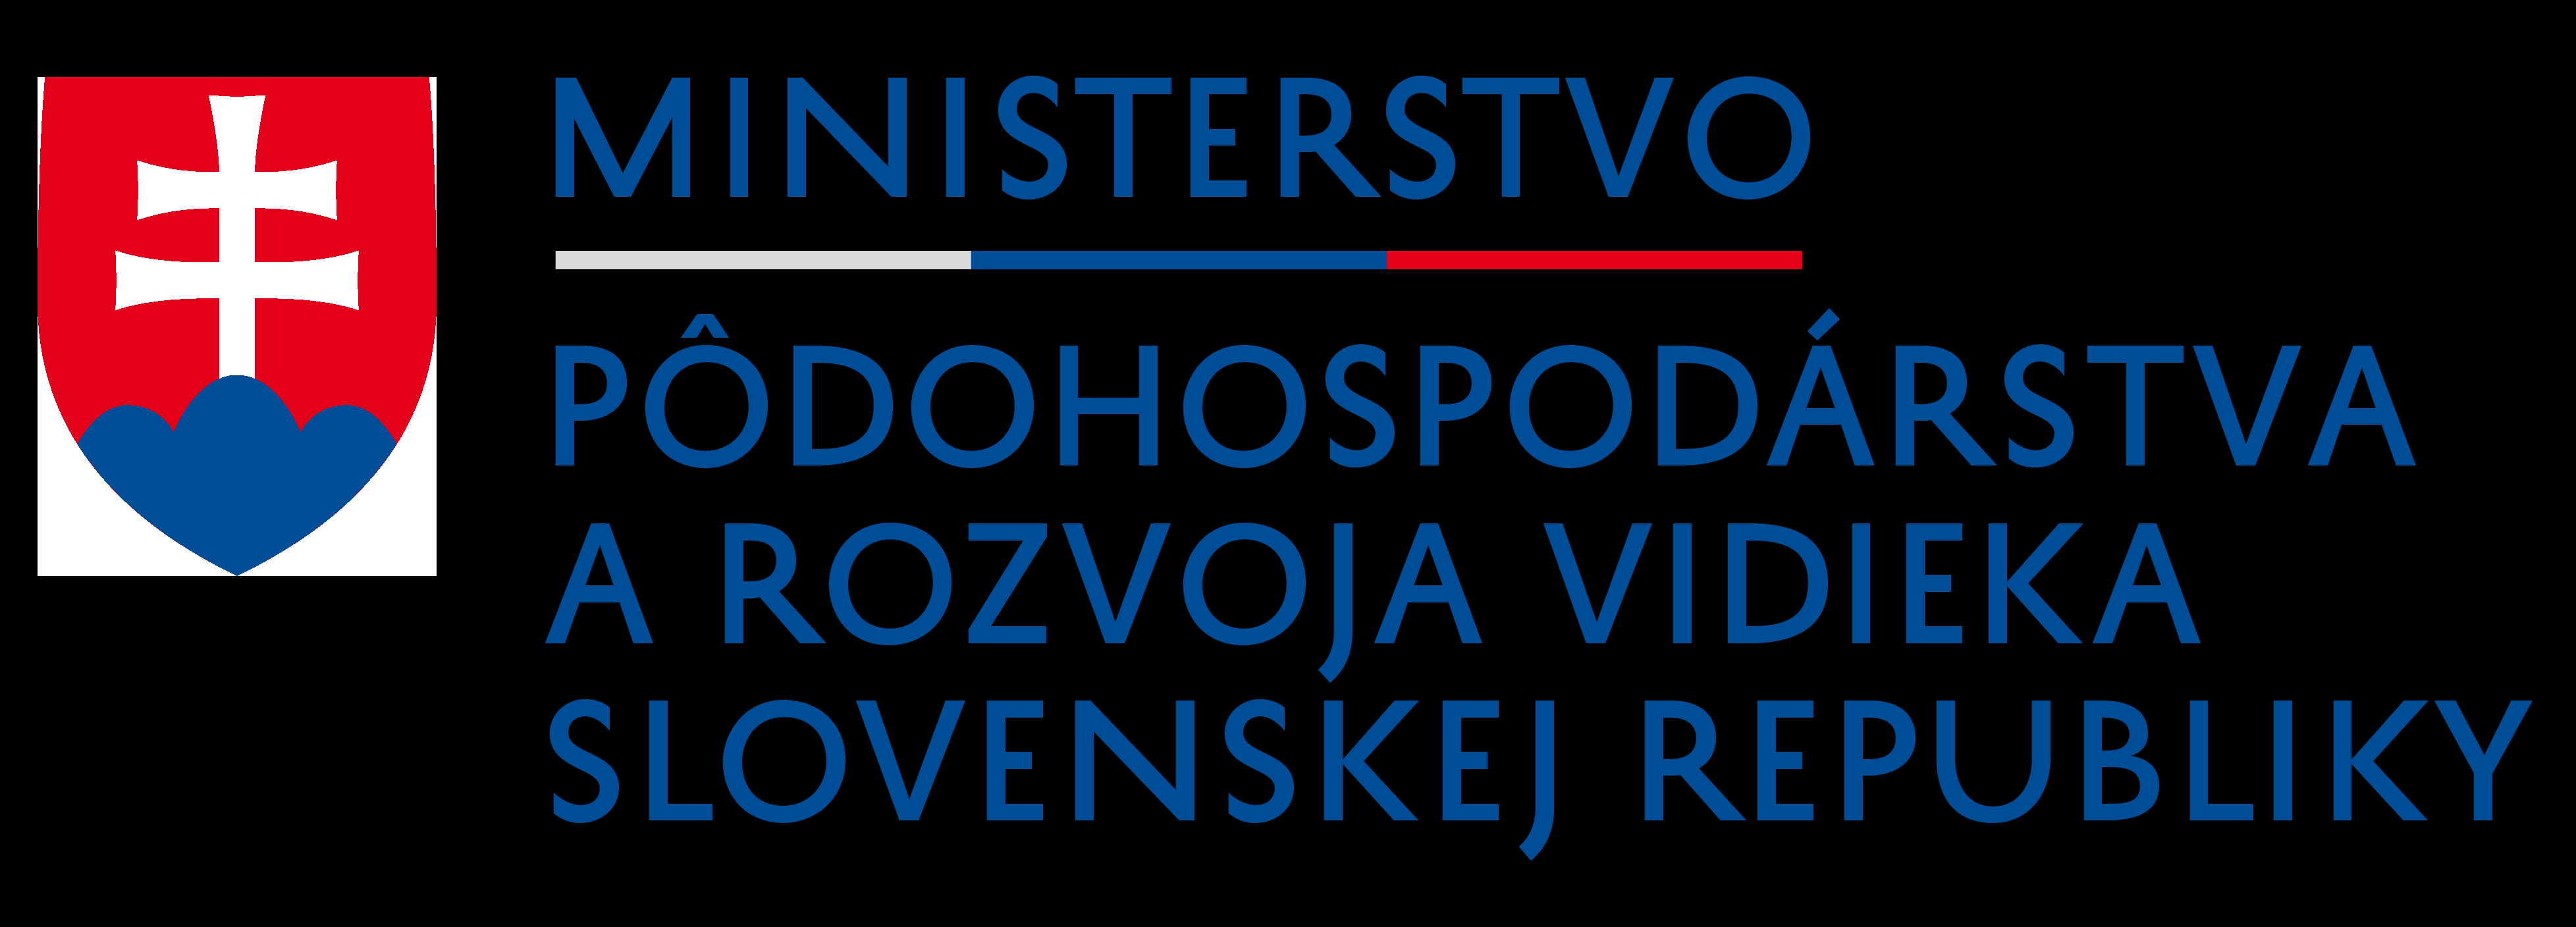 MINISTERSTVO
PÔDOHOSPODÁRSTVA
A ROZVOJA VIDIEKA
SLOVENSKEJ REPUBLIKY